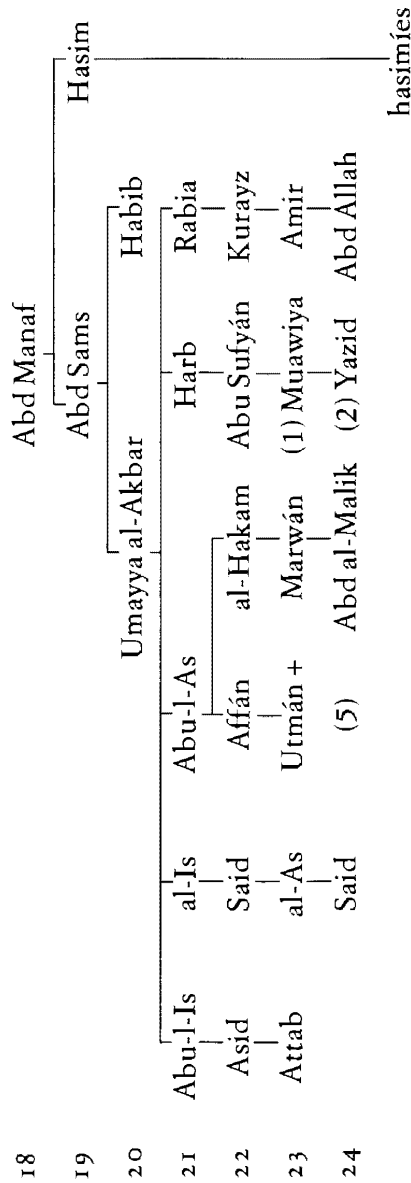 18 Abd Manaf
19 Abd Sams Hasim
20 Umayya al-Akbar Habib
21 Abu-l-Is al-Is Abu-l-As Harb Rabia
22 Asid Said Affán al-Hakam Abu Sufyán Kurayz
23 Attab al-As Utmán + Marwán (1) Muawiya Amir
24 Said (5) Abd al-Malik (2) Yazid Abd Allah
hasimíes